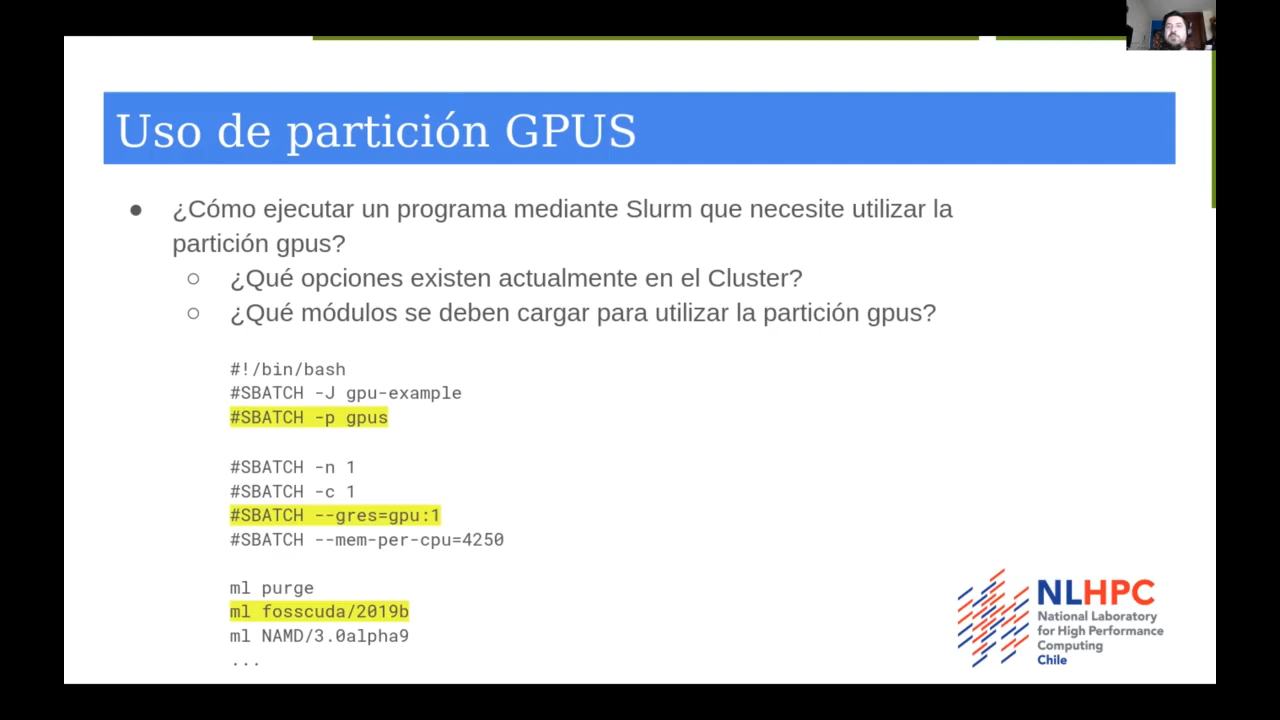 Uso de partición GPUS
● ¿Cómo ejecutar un programa mediante Slurm que necesite utilizar la
partición gpus?
○ ¿Qué opciones existen actualmente en el Cluster?
○ ¿Qué módulos se deben cargar para utilizar la partición gpus?
#!/bin/bash
#SBATCH -J gpu-example
#SBATCH -p gpus
#SBATCH -n 1
#SBATCH -c 1
#SBATCH --gres=gpu:1
#SBATCH --mem-per-cpu=4250
ml purge
ml fosscuda/2019b
ml NAMD/3.0alpha9
...
NLHPC
National Laboratory
for High Performance
Computing
Chile